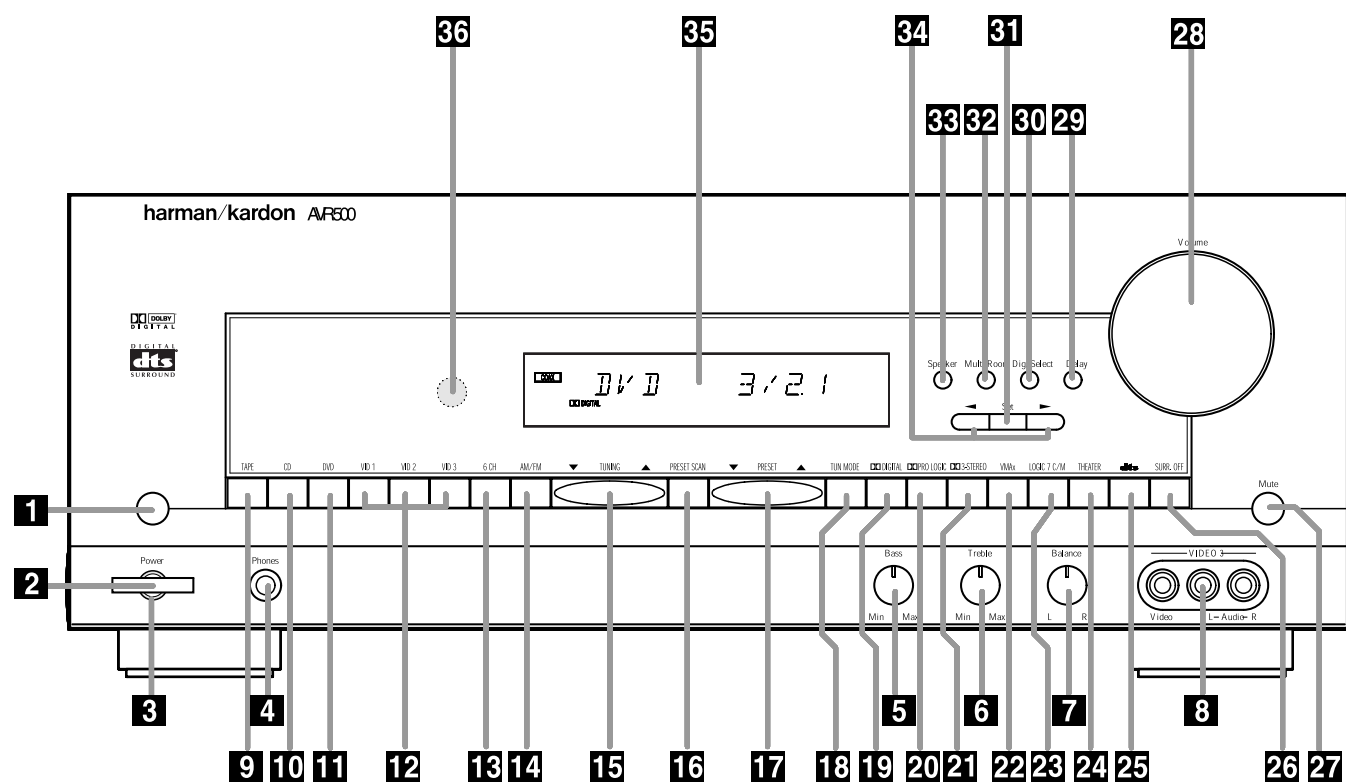 36
35
34
31
28
33
32
30
29
harman/kardon AVR500
Volume
DOLBY
DIGITAL
DIGITAL
dts
SURROUND
DVD 3/2.1
DIGITAL
Speaker
Multi Room
Digi. Select
Delay
Set
TAPE
CD
DVD
VID 1
VID 2
VID 3
6 CH
AM/FM
TUNING
PRESET SCAN
PRESET
TUN MODE
DIGITAL
PRO LOGIC
3-STEREO
VMAx
LOGIC 7 C/M
THEATER
dts
SURR. OFF
1
Mute
2
Power
Phones
Bass
Treble
Balance
VIDEO 3
Min Max
Min Max
L R
Video
L-Audio-R
3
4
5
6
7
8
27
26
9
10
11
12
13
14
15
16
17
18
19
20
21
22
23
24
25